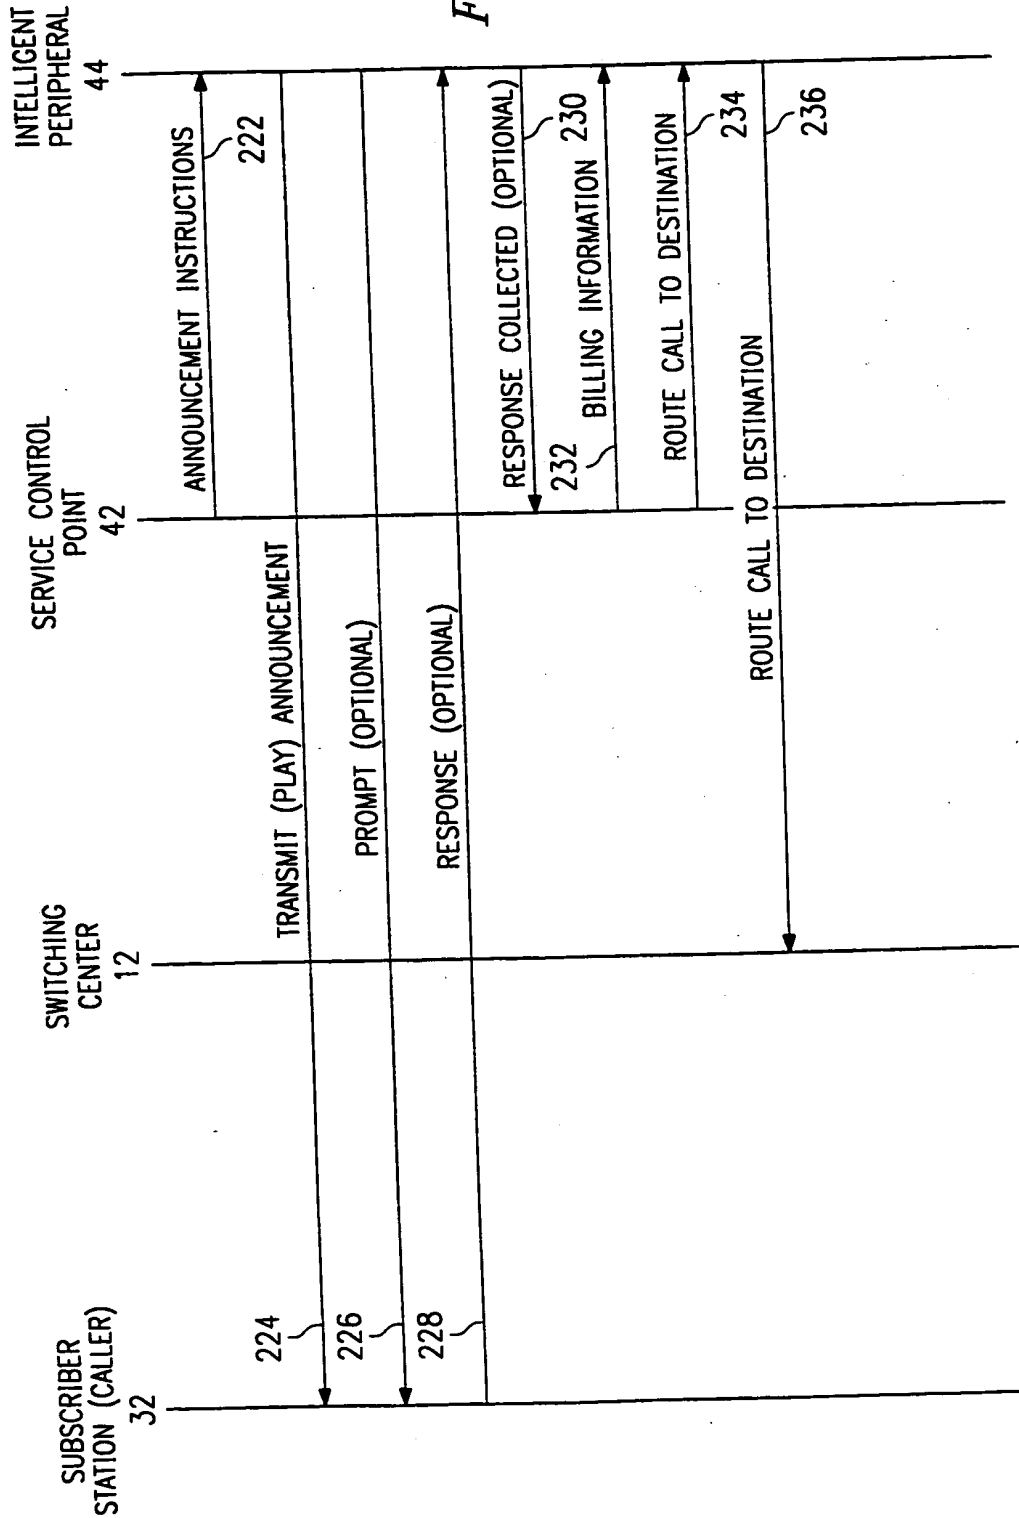 SUBSCRIBER
STATION (CALLER)
32
SWITCHING
CENTER
12
SERVICE CONTROL
POINT
42
INTELLIGENT
PERIPHERAL
44
ANNOUNCEMENT INSTRUCTIONS
222
TRANSMIT (PLAY) ANNOUNCEMENT
224
PROMPT (OPTIONAL)
226
RESPONSE (OPTIONAL)
228
RESPONSE COLLECTED (OPTIONAL)
230
BILLING INFORMATION
232
ROUTE CALL TO DESTINATION
234
ROUTE CALL TO DESTINATION
236
F